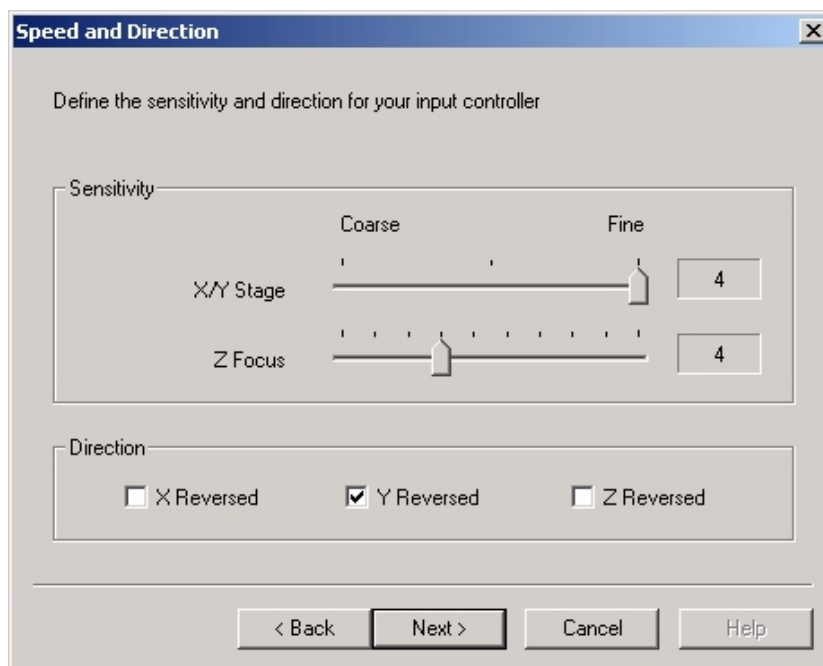 Speed and Direction
Define the sensitivity and direction for your input controller
Sensitivity
Coarse Fine
X/Y Stage 4
Z Focus 4
Direction
X Reversed Y Reversed Z Reversed
< Back Next > Cancel Help